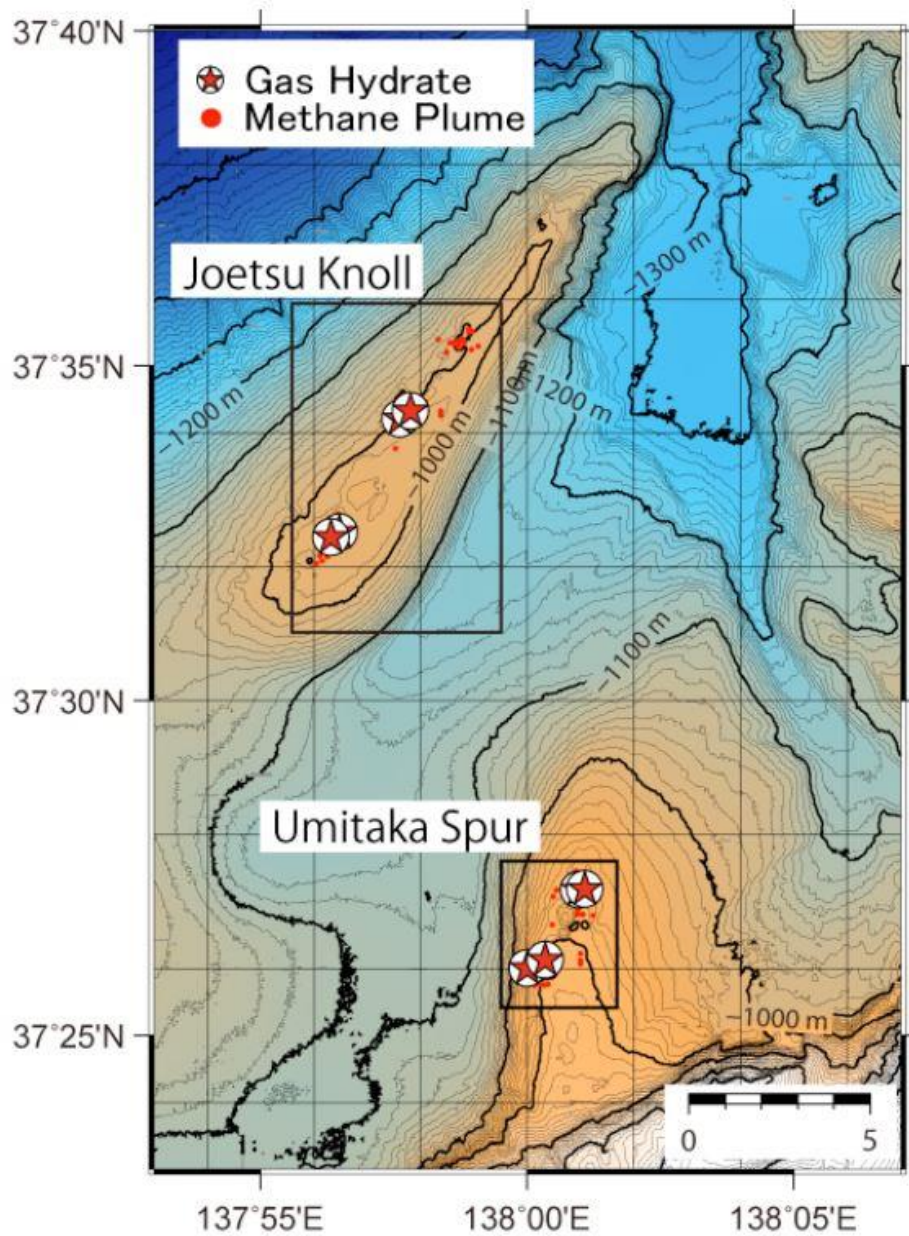 37°40'N
Gas Hydrate
Methane Plume
Joetsu Knoll
−1300 m
37°35'N
−1200 m
−1100 m
−1200 m
−1000 m
37°30'N
−1100 m
Umitaka Spur
37°25'N
−1000 m
0 5
137°55'E 138°00'E 138°05'E